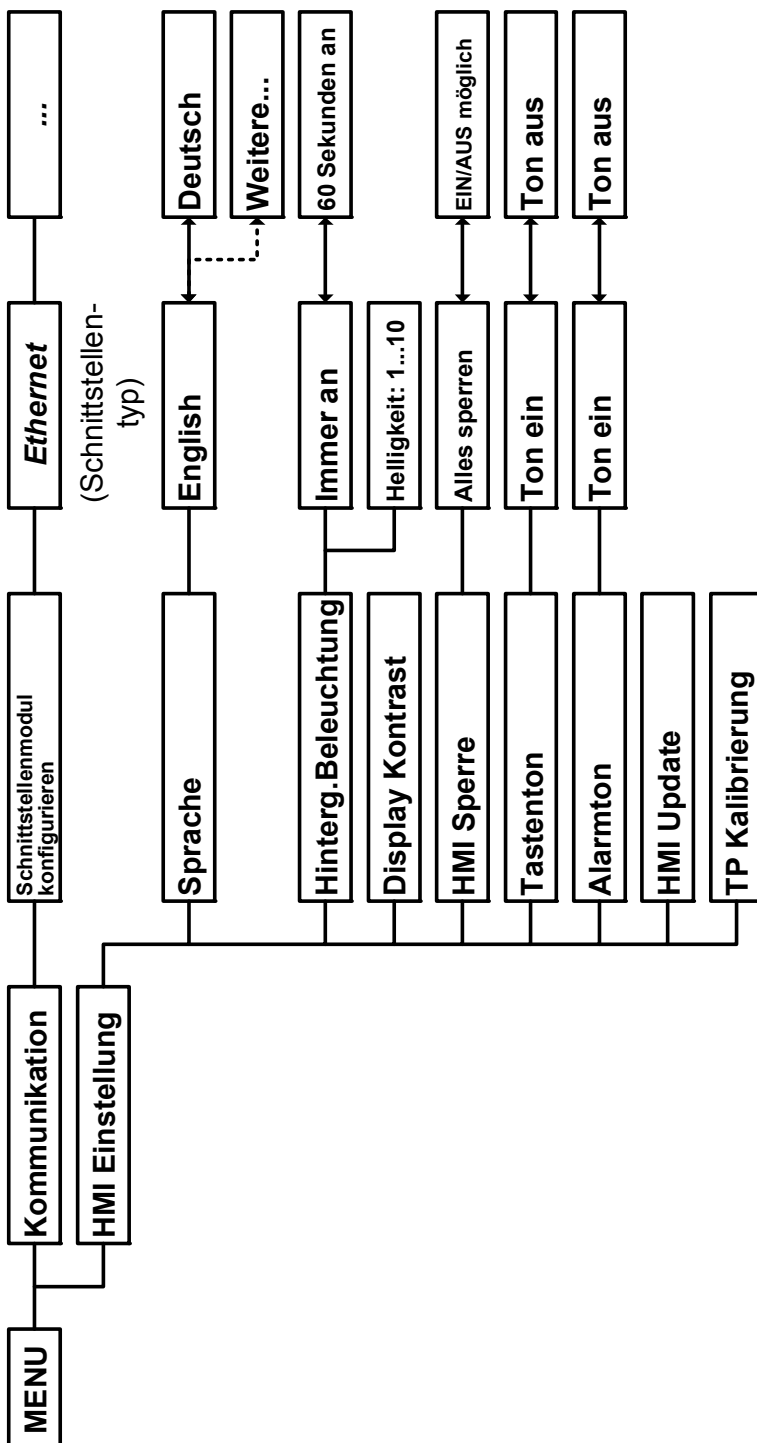 MENU
Kommunikation
HMI Einstellung
Schnittstellenmodul
konfigurieren
Sprache
Hinterg.Beleuchtung
Display Kontrast
HMI Sperre
Tastenton
Alarmton
HMI Update
TP Kalibrierung
Ethernet
(Schnittstellen-
typ)
English
Immer an
Helligkeit: 1...10
Alles sperren
Ton ein
Ton ein
...
Deutsch
Weitere...
60 Sekunden an
EIN/AUS möglich
Ton aus
Ton aus